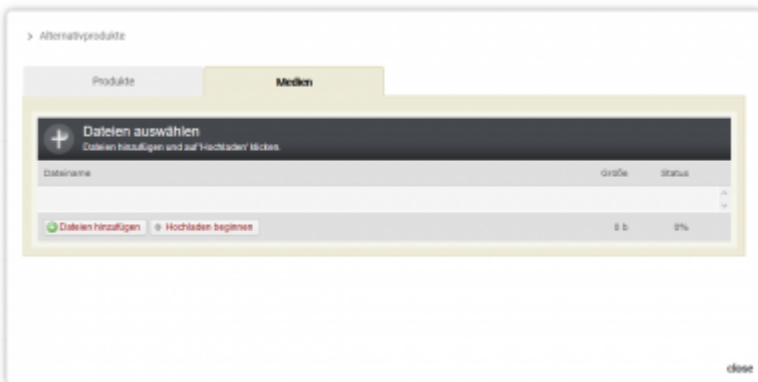 > Alternativprodukte
Produkte
Medien
Dateien auswählen
Dateien hinzufügen und auf 'Hochladen' klicken.
Dateiname Größe Status
Dateien hinzufügen Hochladen beginnen 0 b 0%
close